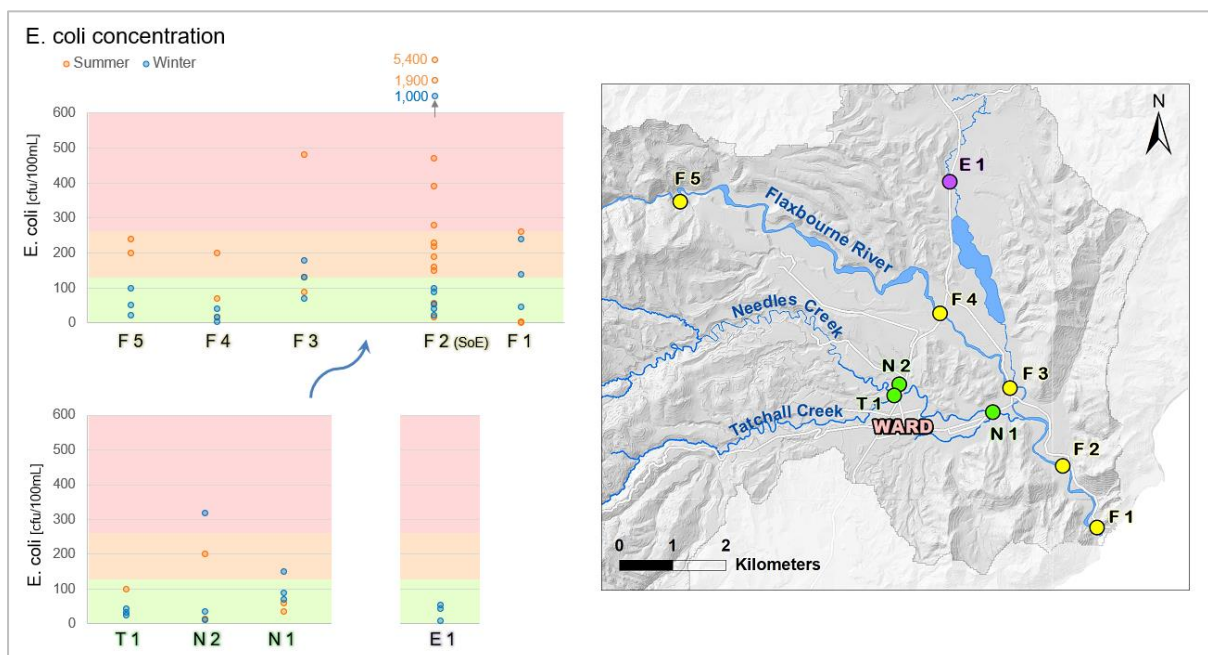 E. coli concentration
Summer Winter
5,400
1,900
1,000
600
500
400
300
200
100
0
E. coli [cfu/100mL]
F 5 F 4 F 3 F 2 (SoE) F 1
600
500
400
300
200
100
0
E. coli [cfu/100mL]
T 1 N 2 N 1 E 1
N
E 1
F 5
Flaxbourne River
F 4
Needles Creek
N 2
F 3
T 1
Tatchall Creek
WARD
N 1
F 2
F 1
0 1 2
Kilometers